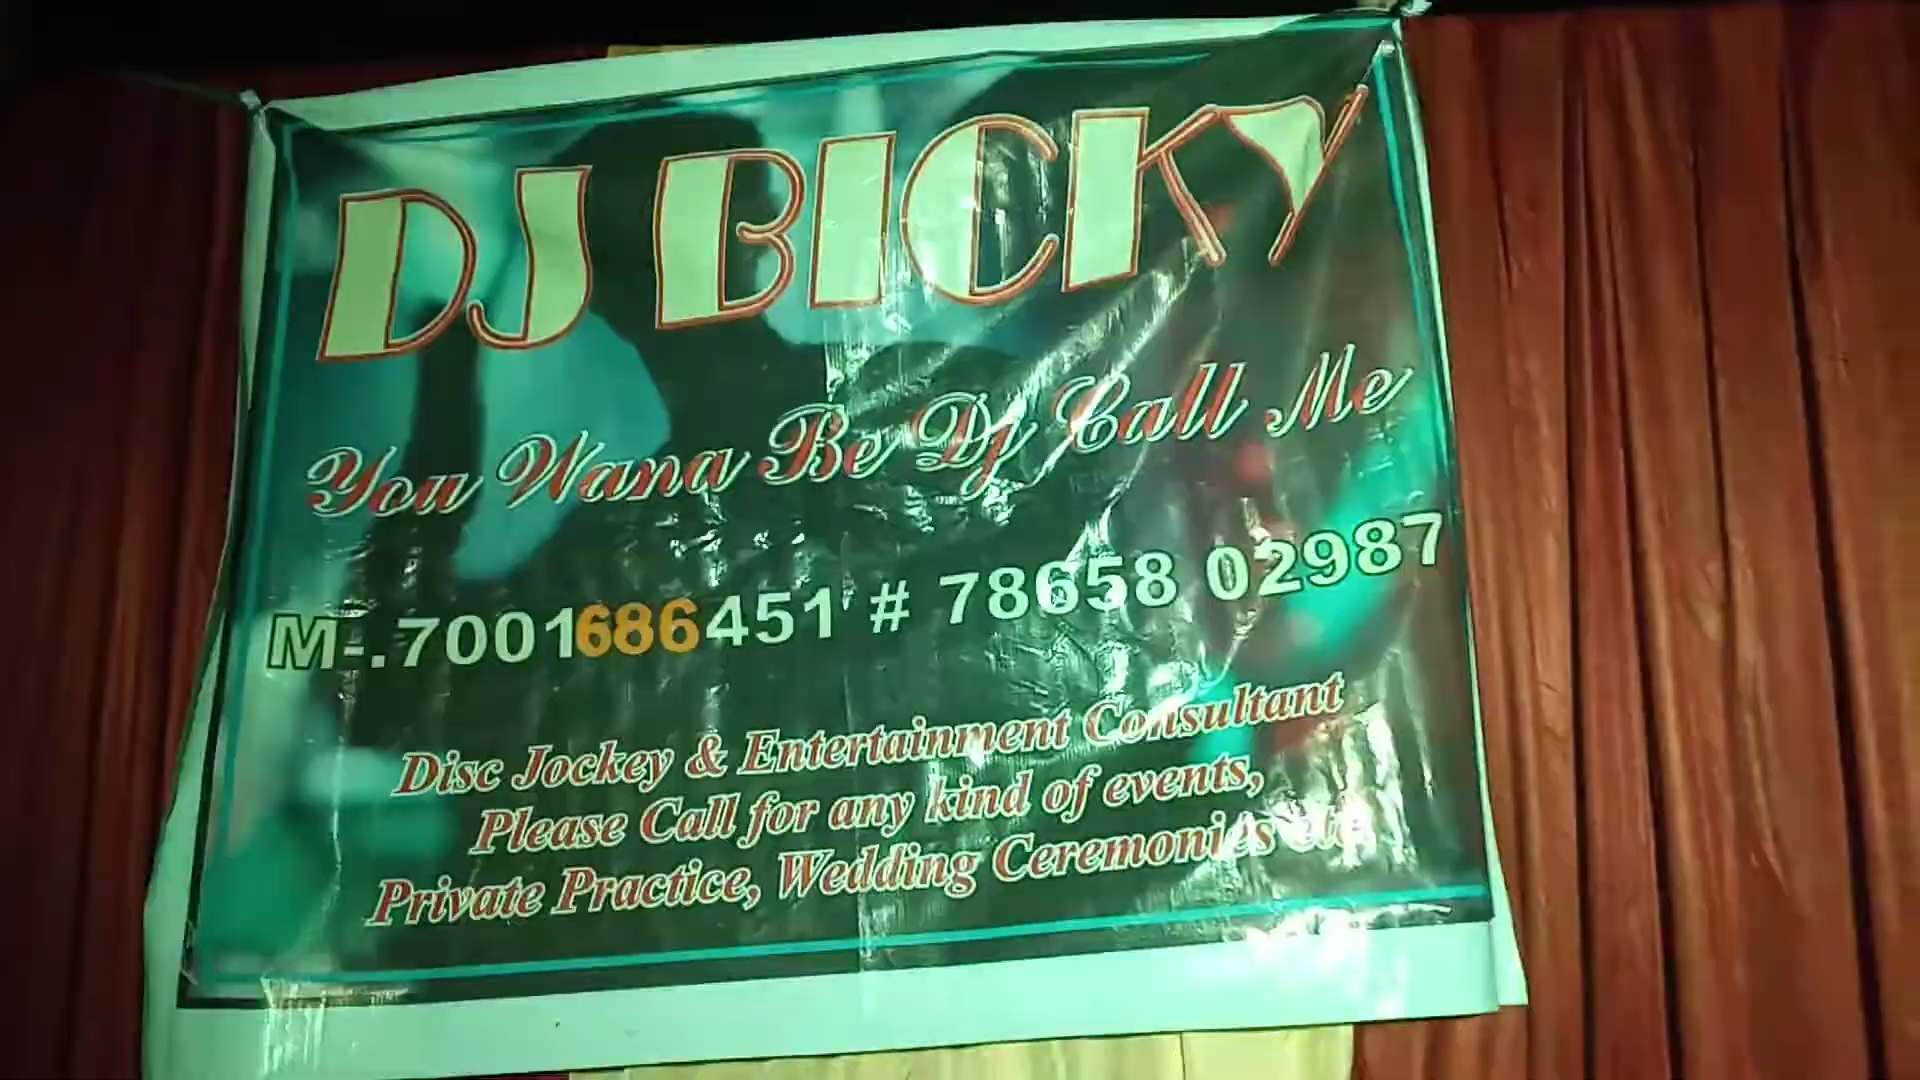 DJ BICKY
You Wana Be Dj Call Me
M-.7001686451 # 78658 02987
Disc Jockey & Entertainment Consultant
Please Call for any kind of events,
Private Practice, Wedding Ceremonies etc.